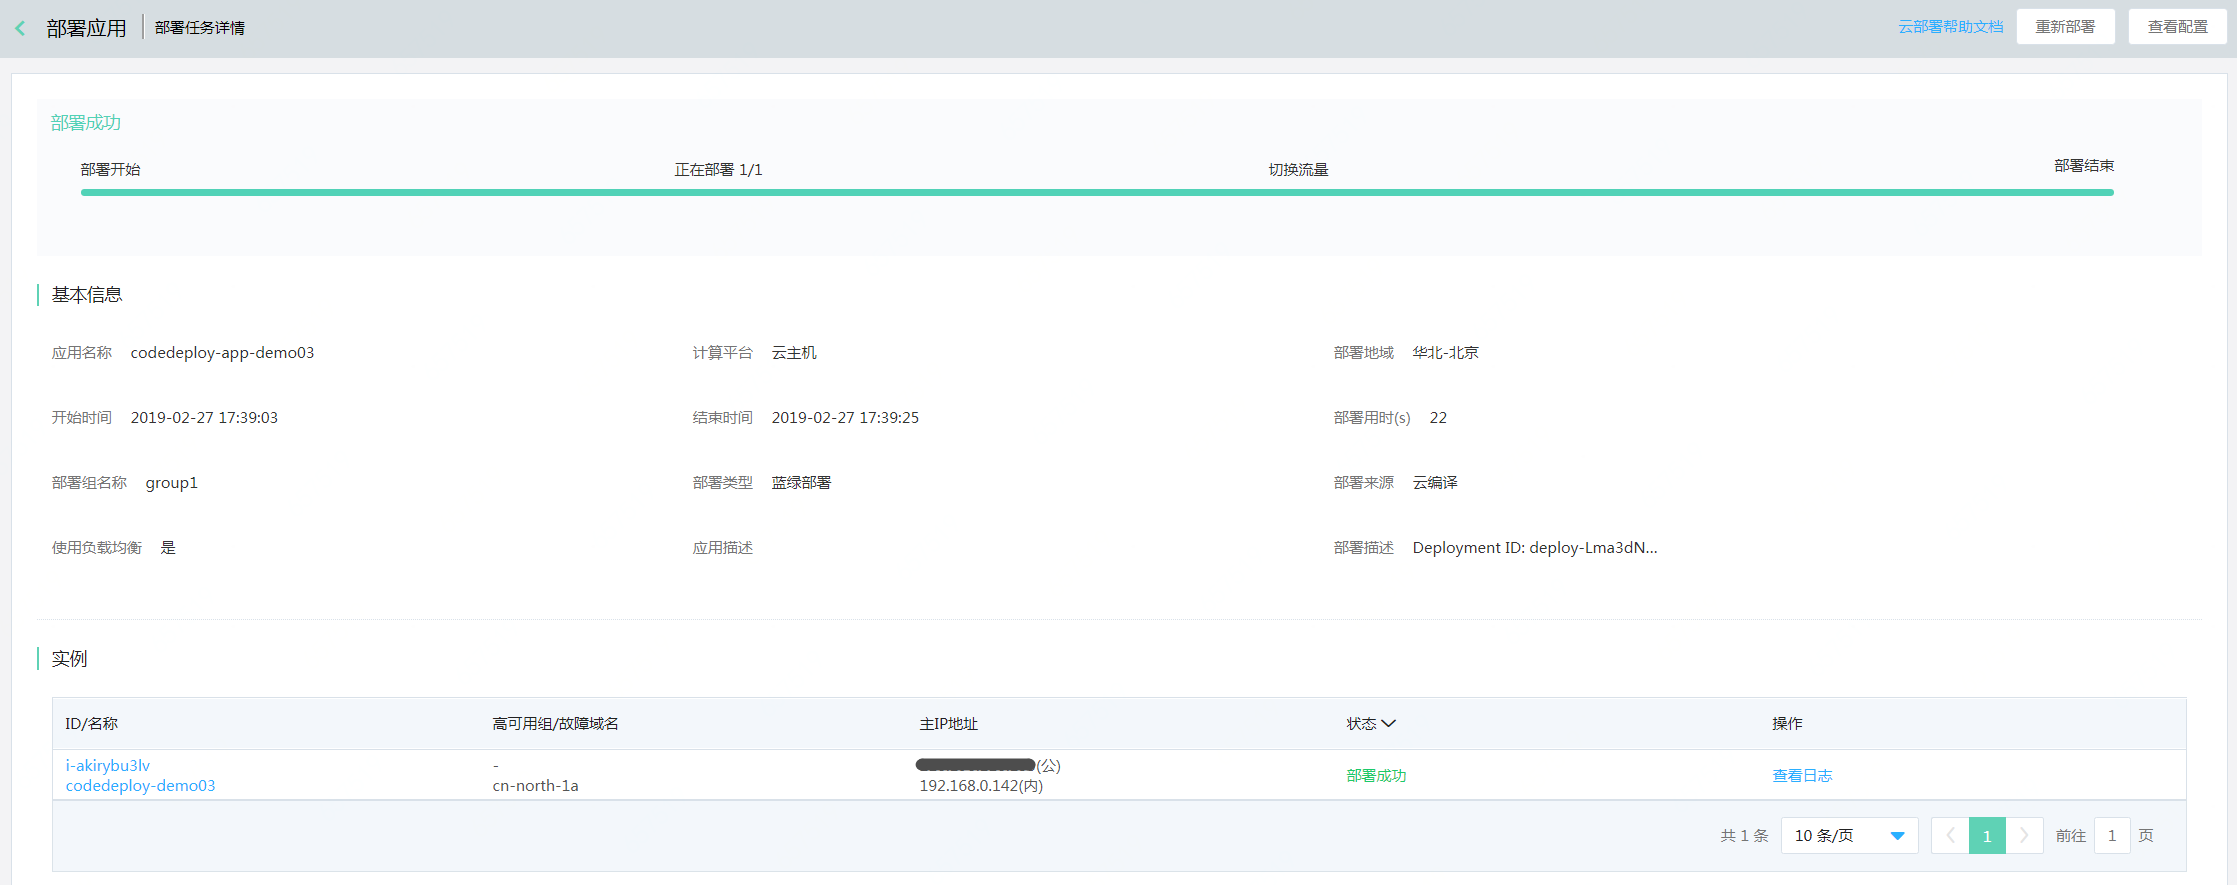 部署应用 部署任务详情 云部署帮助文档 重新部署 查看配置
部署成功
部署开始 正在部署 1/1 切换流量 部署结束
基本信息
应用名称 codedeploy-app-demo03 计算平台 云主机 部署地域 华北-北京
开始时间 2019-02-27 17:39:03 结束时间 2019-02-27 17:39:25 部署用时(s) 22
部署组名称 group1 部署类型 蓝绿部署 部署来源 云编译
使用负载均衡 是 应用描述 部署描述 Deployment ID: deploy-Lma3dN...
实例
ID/名称 高可用组/故障域名 主IP地址 状态 操作
i-akirybu3lv - (公)
codedeploy-demo03 cn-north-1a 192.168.0.142(内) 部署成功 查看日志
共 1 条 10 条/页 1 前往 1 页